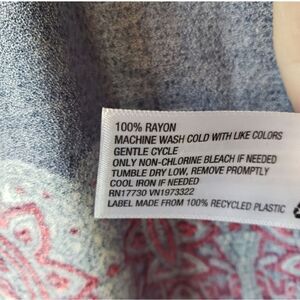 100% RAYON
MACHINE WASH COLD WITH LIKE COLORS
GENTLE CYCLE
ONLY NON-CHLORINE BLEACH IF NEEDED
TUMBLE DRY LOW, REMOVE PROMPTLY
COOL IRON IF NEEDED
RN17730 VN1973322
LABEL MADE FROM 100% RECYCLED PLASTIC